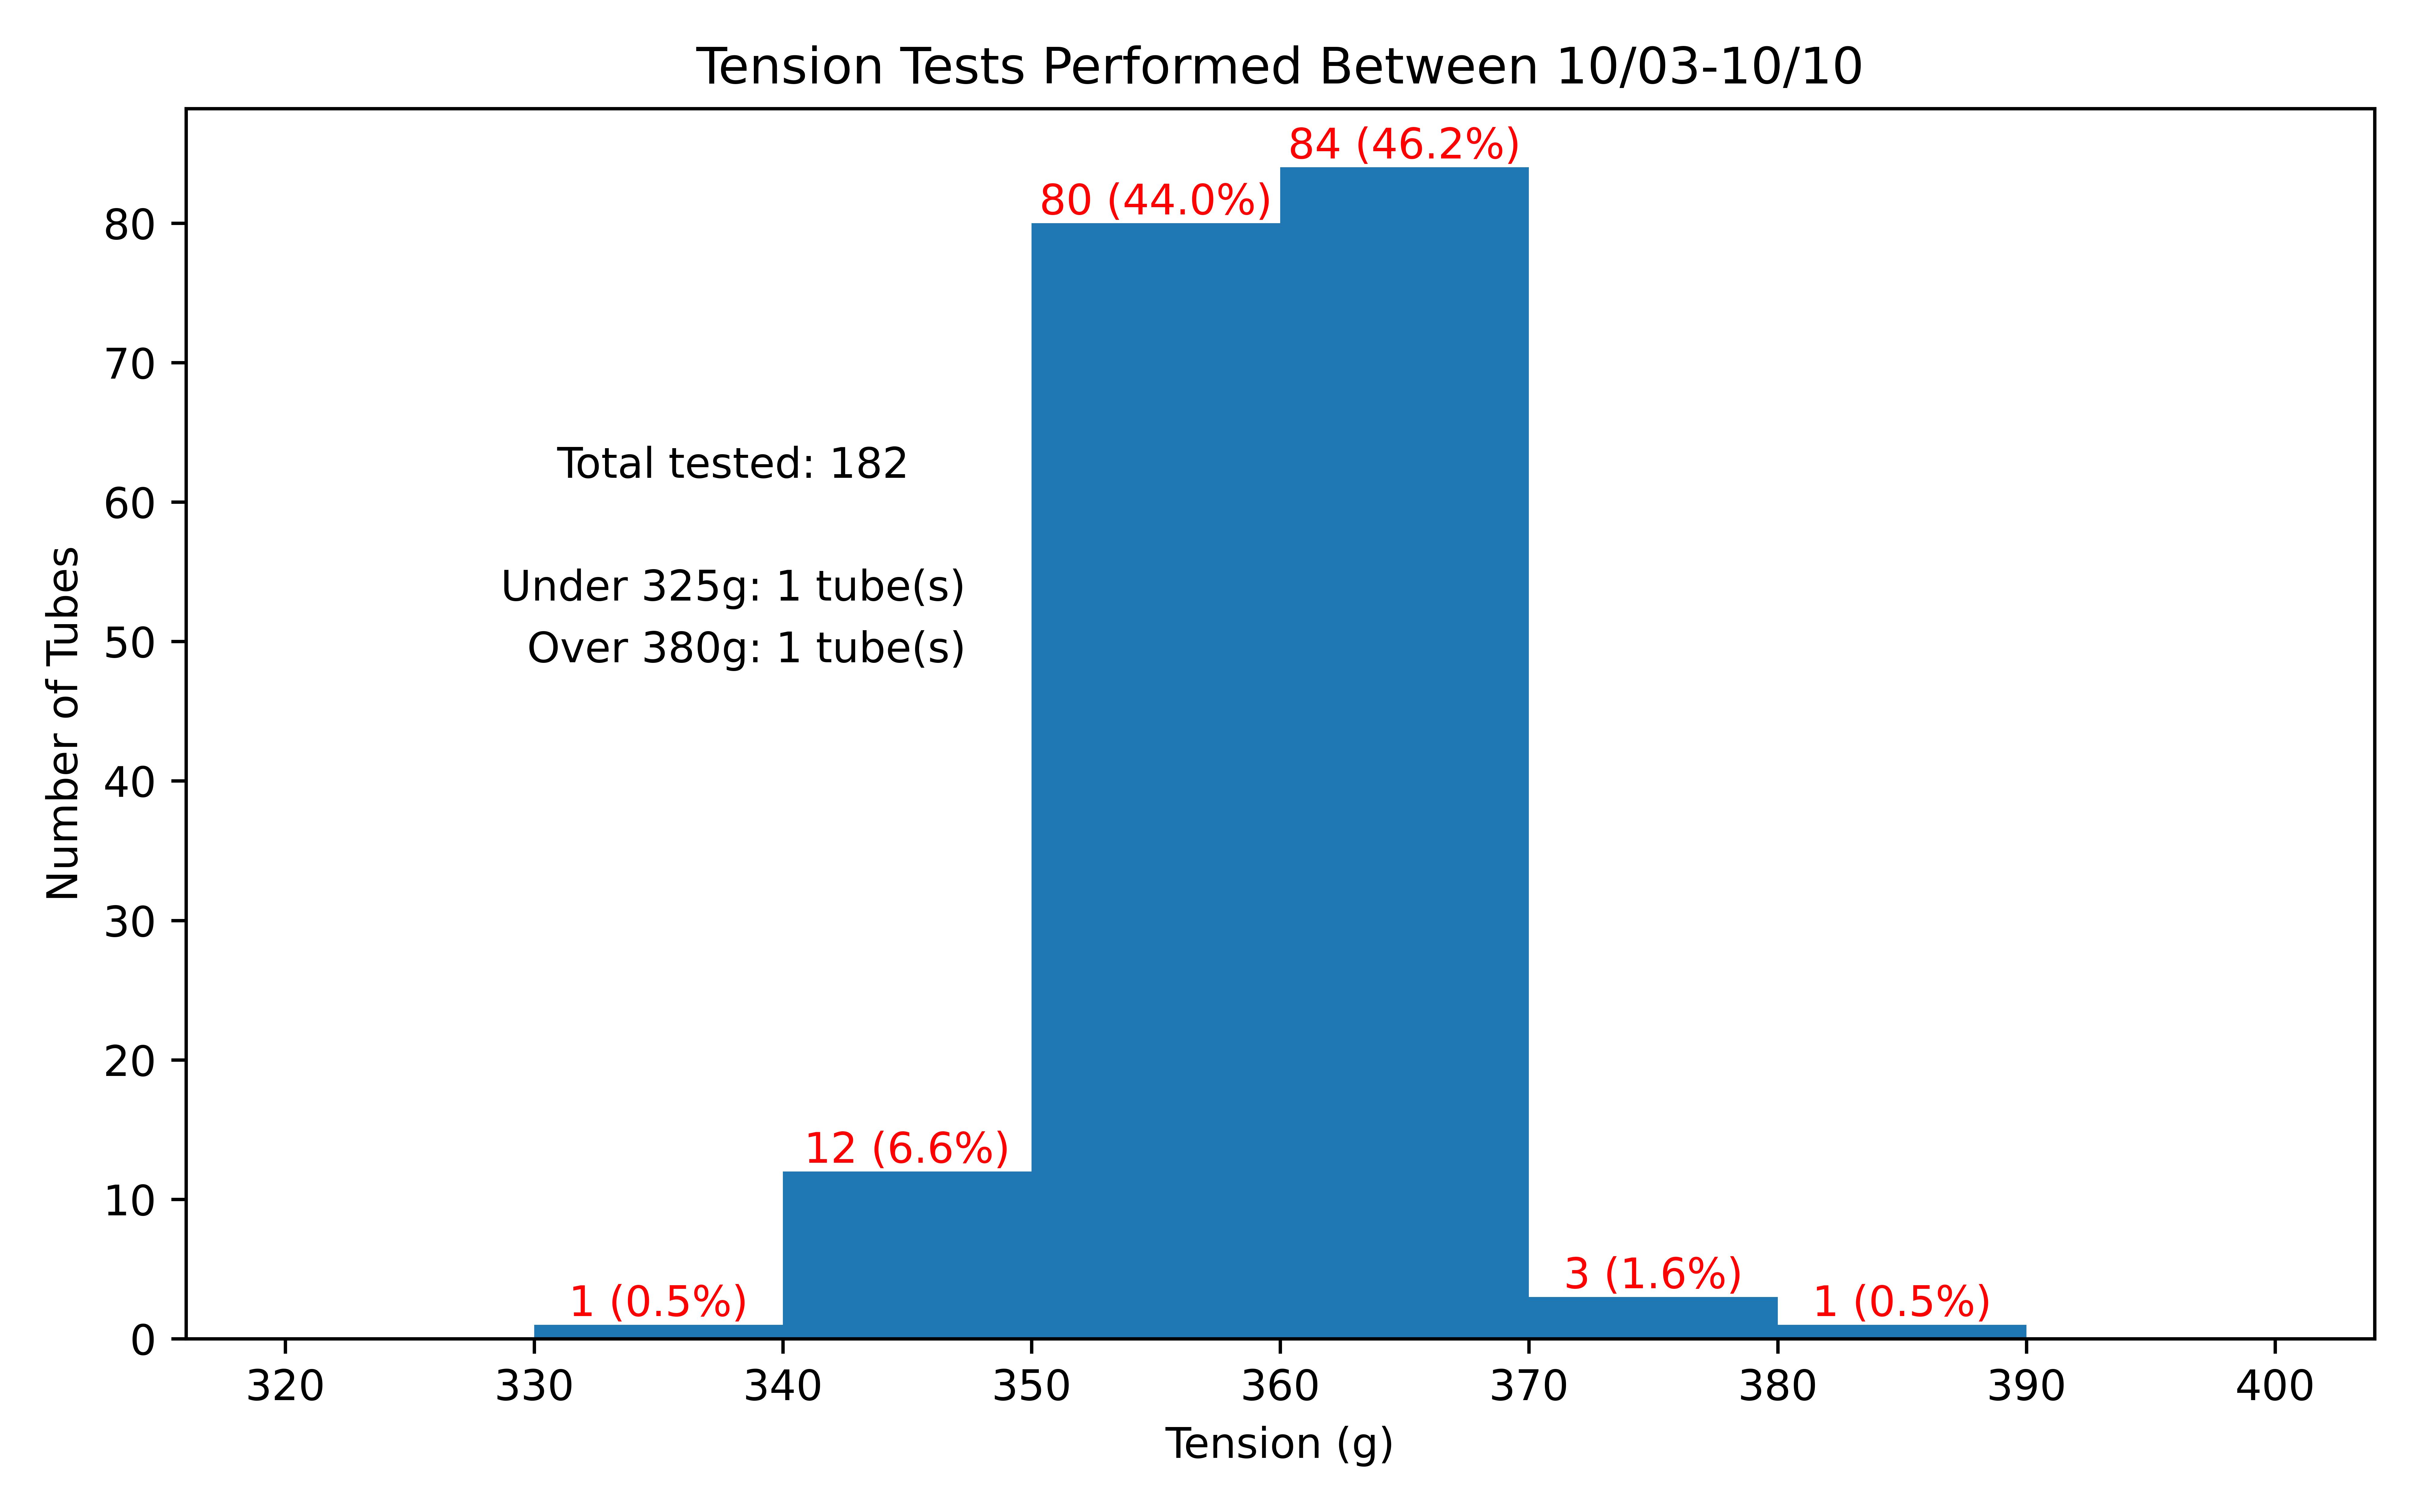 Tension Tests Performed Between 10/03-10/10
84 (46.2%)
80 (44.0%)
80
70
Total tested: 182
60
Under 325g: 1 tube(s)
Over 380g: 1 tube(s)
50
Number of Tubes
40
30
20
12 (6.6%)
10
3 (1.6%)
1 (0.5%)
1 (0.5%)
0
320 330 340 350 360 370 380 390 400
Tension (g)